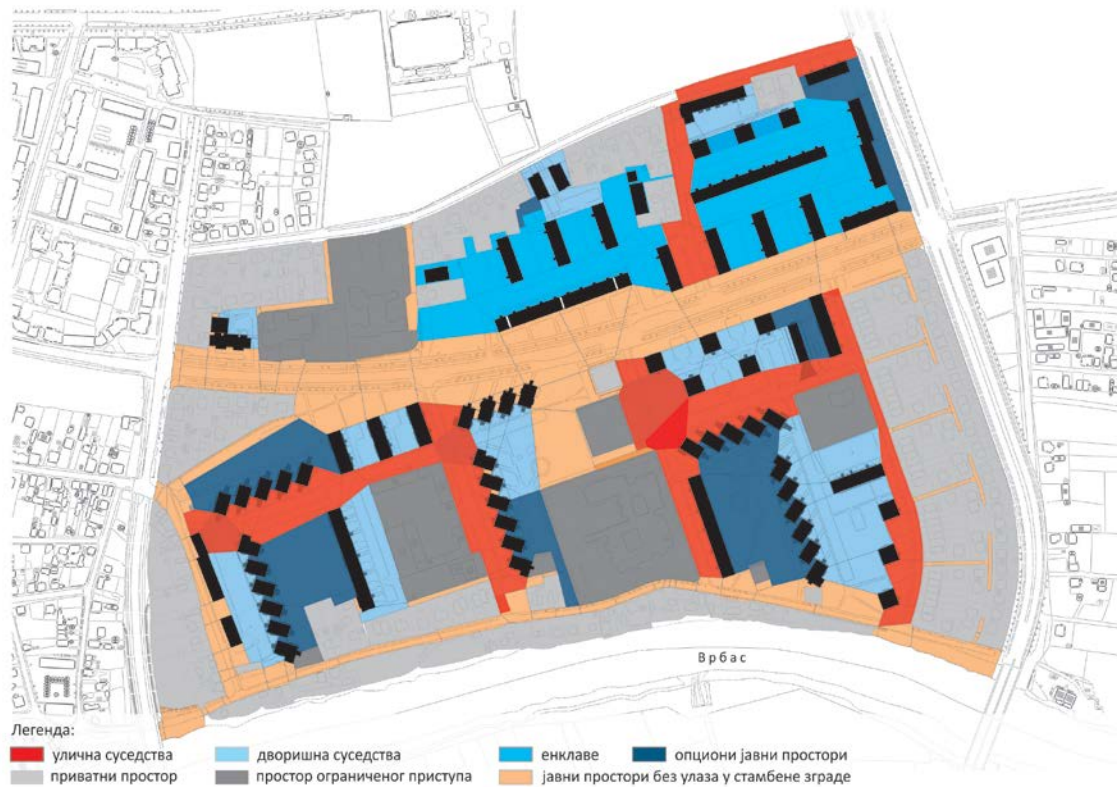 Врбас
Легенда:
улична суседства дворишна суседства енклаве опциони јавни простори
приватни простор простор ограниченог приступа јавни простори без улаза у стамбене зграде